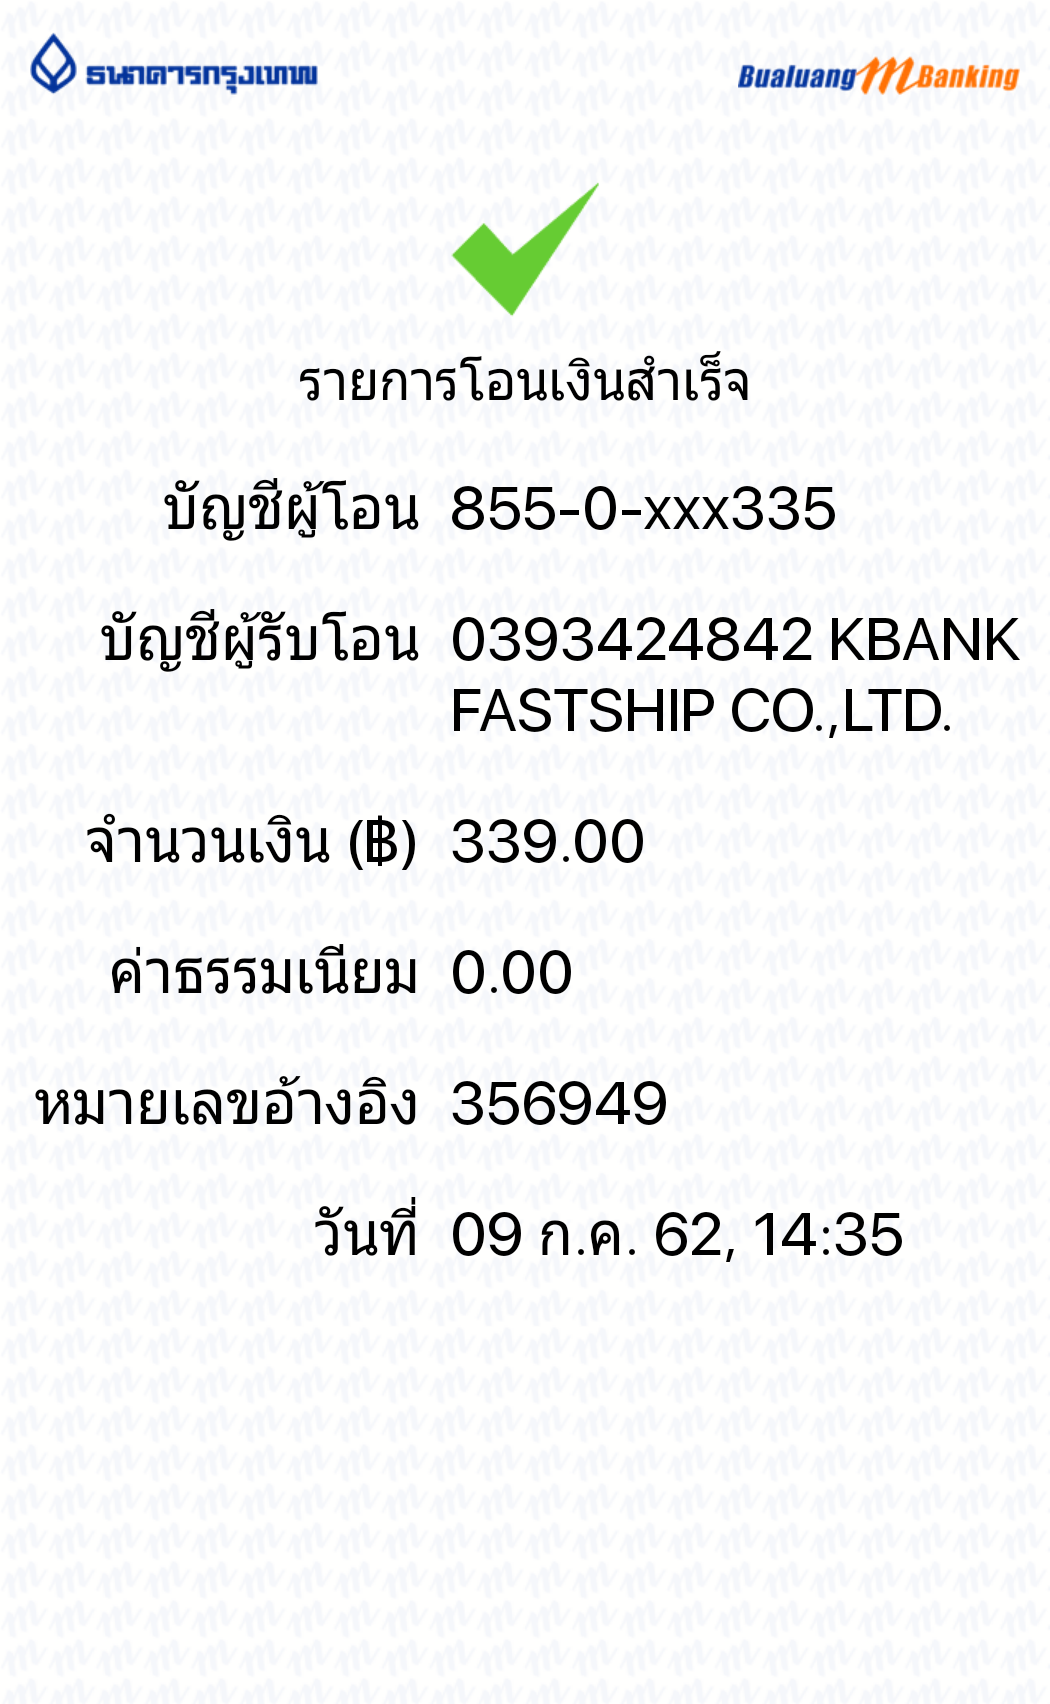 ธนาคารกรุงเทพ
Bualuang mBanking
รายการโอนเงินสำเร็จ
บัญชีผู้โอน 855-0-xxx335
บัญชีผู้รับโอน 0393424842 KBANK
FASTSHIP CO.,LTD.
จำนวนเงิน (฿) 339.00
ค่าธรรมเนียม 0.00
หมายเลขอ้างอิง 356949
วันที่ 09 ก.ค. 62, 14:35